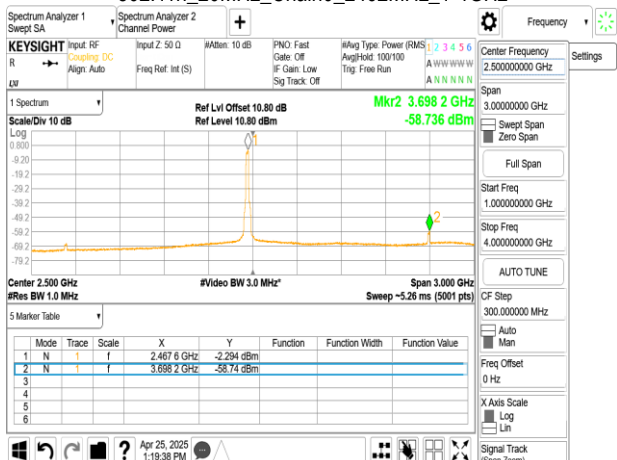 Spectrum Analyzer 1
Swept SA
Spectrum Analyzer 2
Channel Power
+
Frequency
KEYSIGHT
Input: RF
Coupling: DC
Align: Auto
Input Z: 50 Ω
Freq Ref: Int (S)
#Atten: 10 dB
PNO: Fast
Gate: Off
IF Gain: Low
Sig Track: Off
#Avg Type: Power (RMS
Avg|Hold: 100/100
Trig: Free Run
1 2 3 4 5 6
A W W W W W
A N N N N N
R
LXI
Settings
Center Frequency
2.500000000 GHz
Span
3.00000000 GHz
Swept Span
Zero Span
Full Span
Start Freq
1.000000000 GHz
Stop Freq
4.000000000 GHz
AUTO TUNE
CF Step
300.000000 MHz
Auto
Man
Freq Offset
0 Hz
X Axis Scale
Log
Lin
Signal Track
(Span Zoom)
1 Spectrum
Scale/Div 10 dB
Ref Lvl Offset 10.80 dB
Ref Level 10.80 dBm
Mkr2 3.698 2 GHz
-58.736 dBm
Log
0.800
-9.20
-19.2
-29.2
-39.2
-49.2
-59.2
-69.2
-79.2
1
2
Center 2.500 GHz
#Res BW 1.0 MHz
#Video BW 3.0 MHz*
Span 3.000 GHz
Sweep ~5.26 ms (5001 pts)
5 Marker Table
Mode Trace Scale X Y Function Function Width Function Value
1 N 1 f 2.467 6 GHz -2.294 dBm
2 N 1 f 3.698 2 GHz -58.74 dBm
3
4
5
6
?
Apr 25, 2025
1:19:38 PM